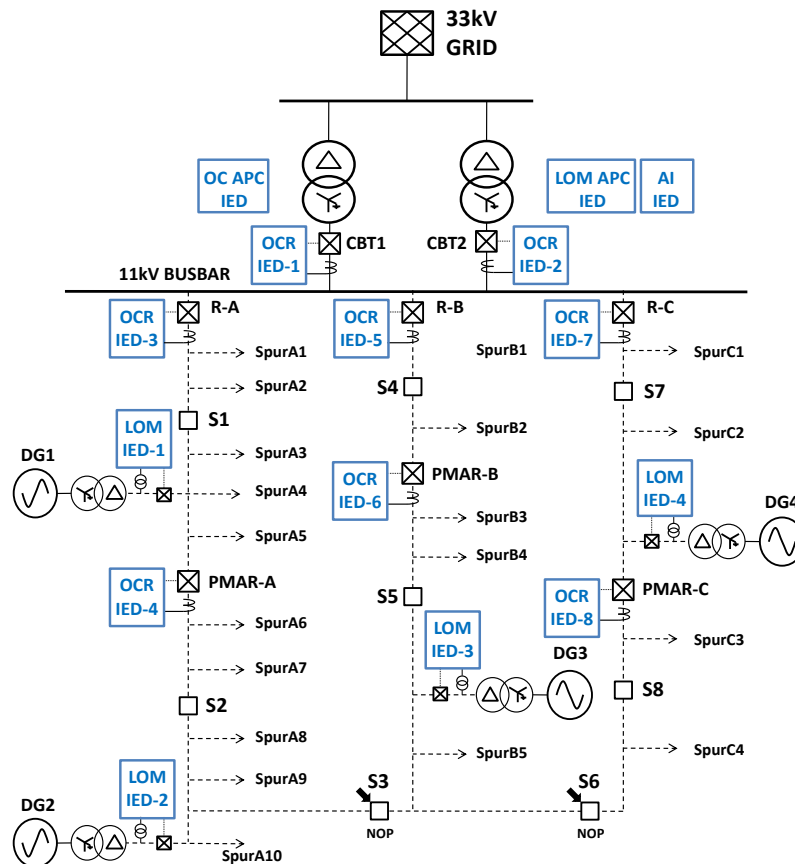 33kV
GRID
OC APC
IED
LOM APC
IED
AI
IED
OCR
IED-1
CBT1
CBT2
OCR
IED-2
11kV BUSBAR
OCR
IED-3
R-A
OCR
IED-5
R-B
OCR
IED-7
R-C
SpurA1
SpurB1
SpurC1
SpurA2
S4
S7
LOM
IED-1
S1
SpurB2
SpurC2
DG1
SpurA3
OCR
IED-6
PMAR-B
LOM
IED-4
SpurA4
DG4
SpurB3
SpurA5
SpurB4
OCR
IED-4
PMAR-A
S5
OCR
IED-8
PMAR-C
SpurA6
LOM
IED-3
SpurC3
DG3
SpurA7
S2
S8
SpurA8
SpurB5
SpurC4
LOM
IED-2
SpurA9
S3
S6
DG2
NOP
NOP
SpurA10